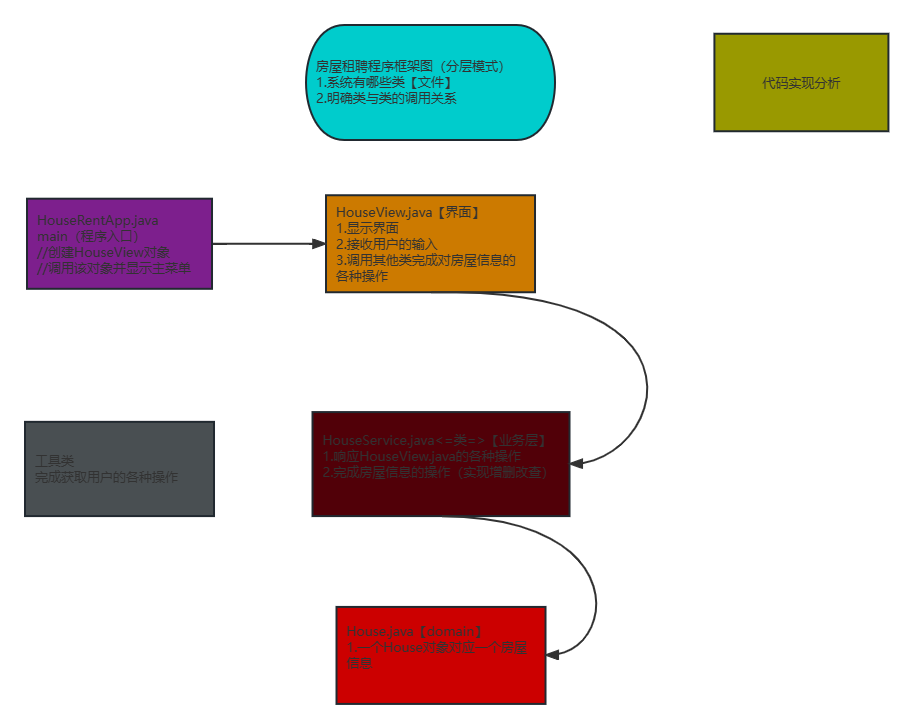 房屋租聘程序框架图（分层模式）
1.系统有哪些类【文件】
2.明确类与类的调用关系
代码实现分析
HouseRentApp.java
main（程序入口）
//创建HouseView对象
//调用该对象并显示主菜单
HouseView.java【界面】
1.显示界面
2.接收用户的输入
3.调用其他类完成对房屋信息的
各种操作
工具类
完成获取用户的各种操作
HouseService.java<=类=>【业务层】
1.响应HouseView.java的各种操作
2.完成房屋信息的操作（实现增删改查）
House.java【domain】
1.一个House对象对应一个房屋
信息